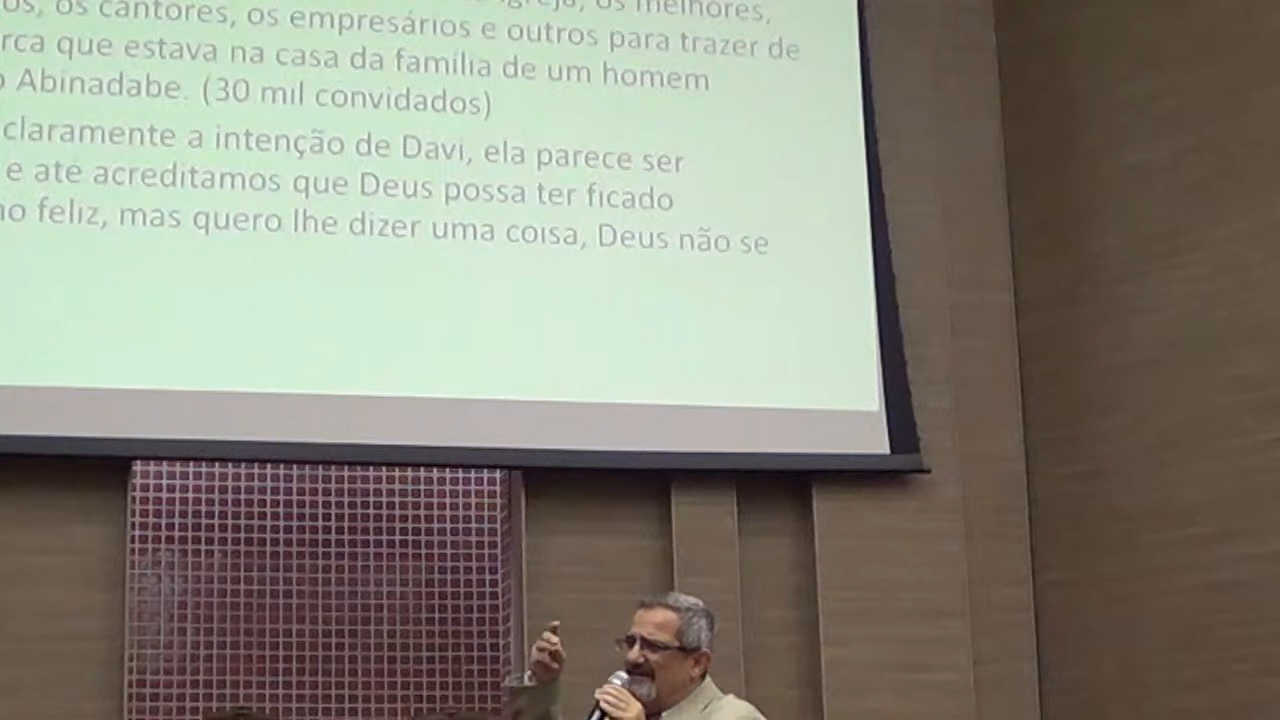 os, os cantores, os empresários e outros para trazer de
rca que estava na casa da família de um homem
o Abinadabe. (30 mil convidados)
claramente a intenção de Davi, ela parece ser
e até acreditamos que Deus possa ter ficado
ho feliz, mas quero lhe dizer uma coisa, Deus não se